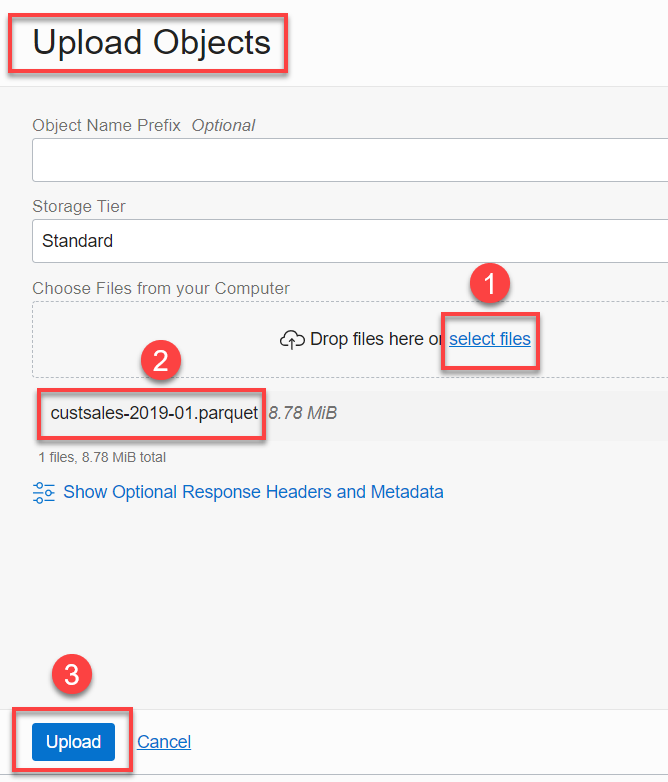 Upload Objects
Object Name Prefix Optional
Storage Tier
Standard
Choose Files from your Computer
1
Drop files here or select files
2
custsales-2019-01.parquet 8.78 MiB
1 files, 8.78 MiB total
Show Optional Response Headers and Metadata
3
Upload Cancel